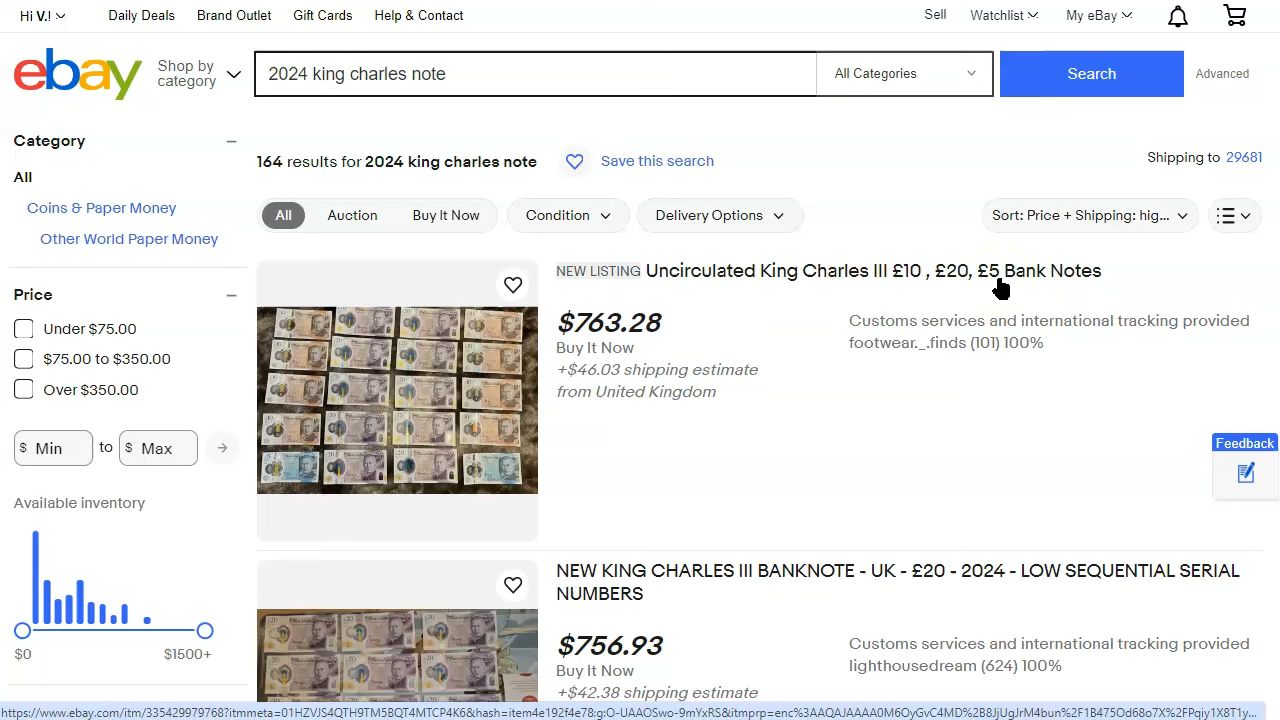 Hi V.!
Daily Deals
Brand Outlet
Gift Cards
Help & Contact
Sell
Watchlist
My eBay
ebay
Shop by
category
2024 king charles note
All Categories
Search
Advanced
Category
All
Coins & Paper Money
Other World Paper Money
Price
Under $75.00
$75.00 to $350.00
Over $350.00
$ Min
to
$ Max
Available inventory
$0
$1500+
164 results for 2024 king charles note
Save this search
Shipping to 29681
All
Auction
Buy It Now
Condition
Delivery Options
Sort: Price + Shipping: hig...
NEW LISTING Uncirculated King Charles III £10 , £20, £5 Bank Notes
$763.28
Buy It Now
+$46.03 shipping estimate
from United Kingdom
Customs services and international tracking provided
footwear._.finds (101) 100%
Feedback
NEW KING CHARLES III BANKNOTE - UK - £20 - 2024 - LOW SEQUENTIAL SERIAL
NUMBERS
$756.93
Buy It Now
+$42.38 shipping estimate
Customs services and international tracking provided
lighthousedream (624) 100%